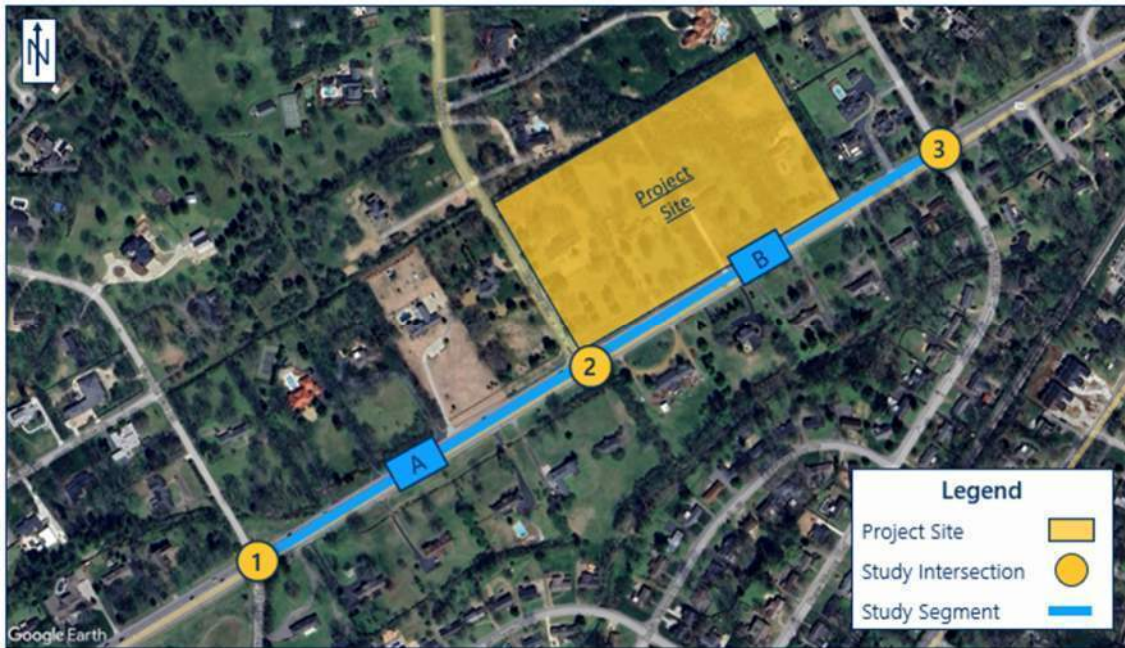 N
Project
Site
3
B
2
A
1
Legend
Project Site
Study Intersection
Study Segment
Google Earth